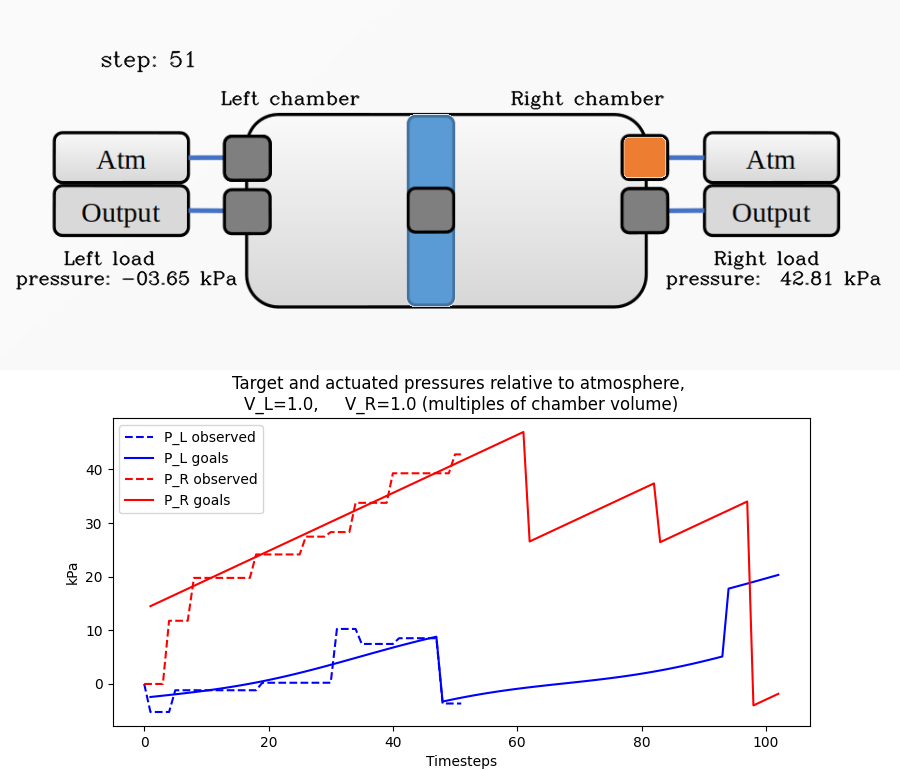 step: 51
Left chamber
Right chamber
Atm
Atm
Output
Output
Left load
pressure: -03.65 kPa
Right load
pressure: 42.81 kPa
Target and actuated pressures relative to atmosphere,
V_L=1.0, V_R=1.0 (multiples of chamber volume)
P_L observed
P_L goals
P_R observed
P_R goals
40
30
20
10
0
kPa
0 20 40 60 80 100
Timesteps